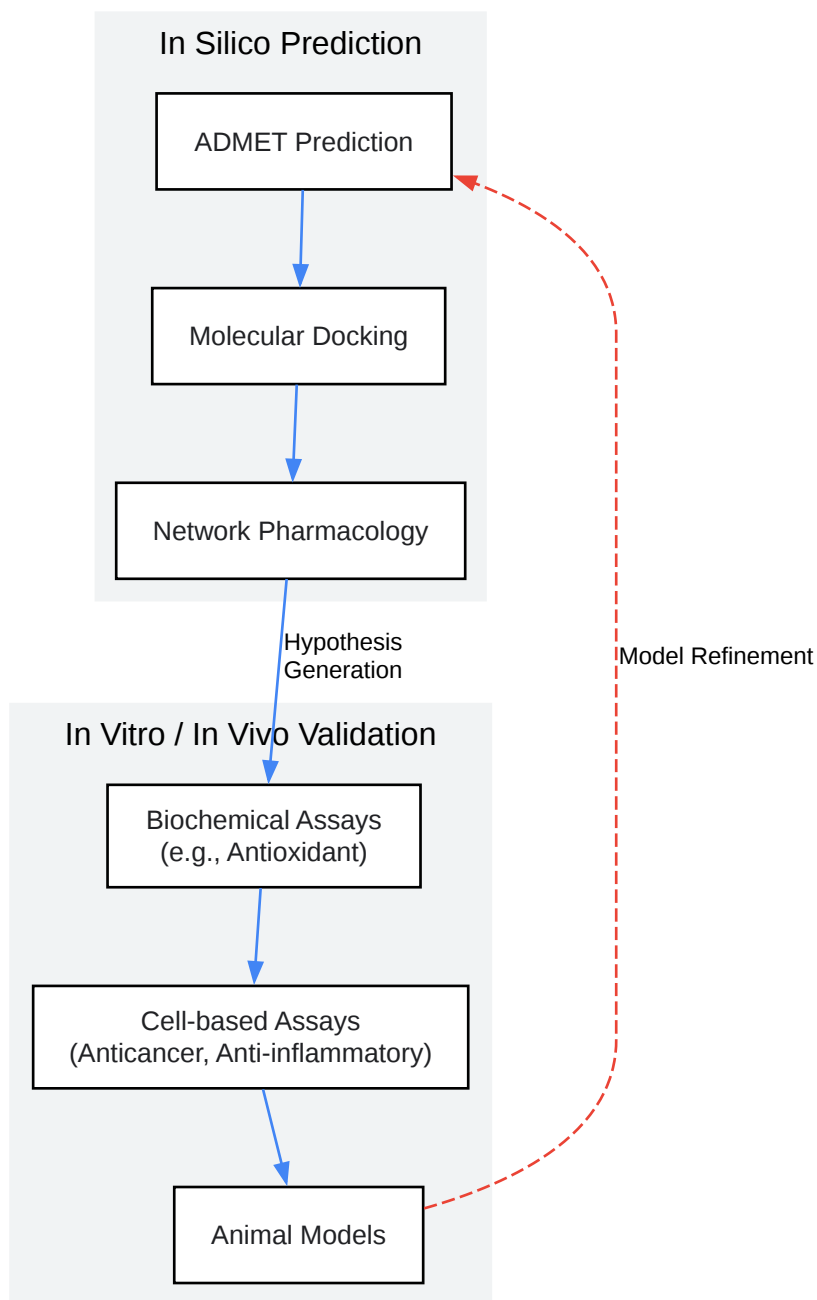 In Silico Prediction
ADMET Prediction
Molecular Docking
Network Pharmacology
Hypothesis
Generation
Model Refinement
In Vitro / In Vivo Validation
Biochemical Assays
(e.g., Antioxidant)
Cell-based Assays
(Anticancer, Anti-inflammatory)
Animal Models